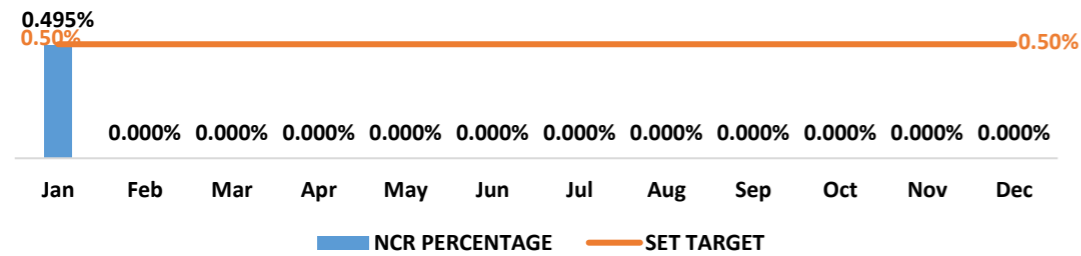 0.495%
0.50%
0.50%
0.000% 0.000% 0.000% 0.000% 0.000% 0.000% 0.000% 0.000% 0.000% 0.000% 0.000%
Jan Feb Mar Apr May Jun Jul Aug Sep Oct Nov Dec
NCR PERCENTAGE SET TARGET